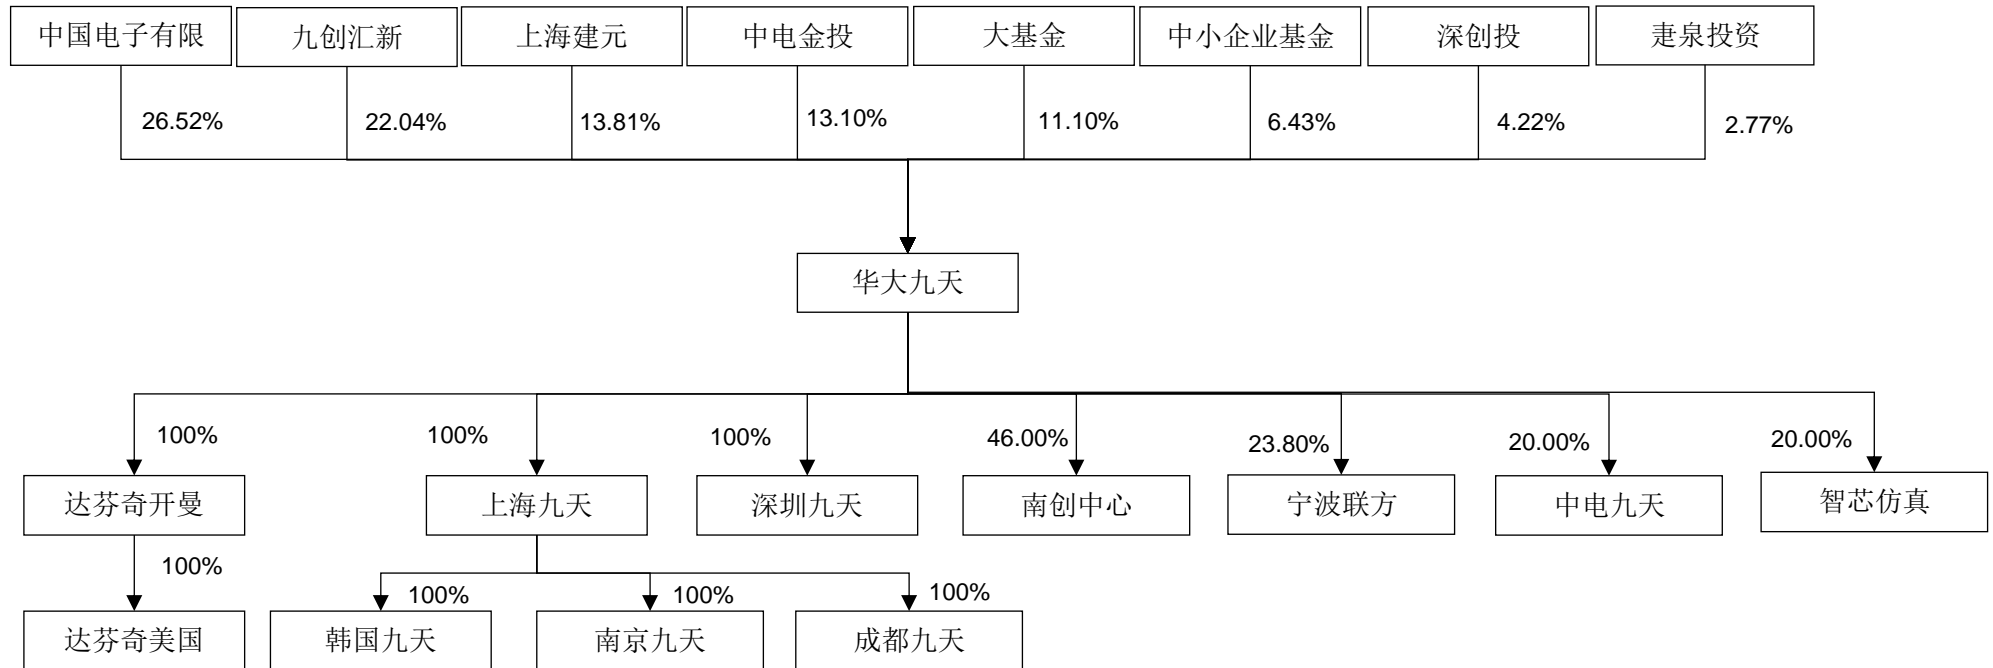 中国电子有限
九创汇新
上海建元
中电金投
大基金
中小企业基金
深创投
疌泉投资
26.52%
22.04%
13.81%
13.10%
11.10%
6.43%
4.22%
2.77%
华大九天
100%
100%
100%
46.00%
23.80%
20.00%
20.00%
达芬奇开曼
上海九天
深圳九天
南创中心
宁波联方
中电九天
智芯仿真
100%
100%
100%
100%
达芬奇美国
韩国九天
南京九天
成都九天